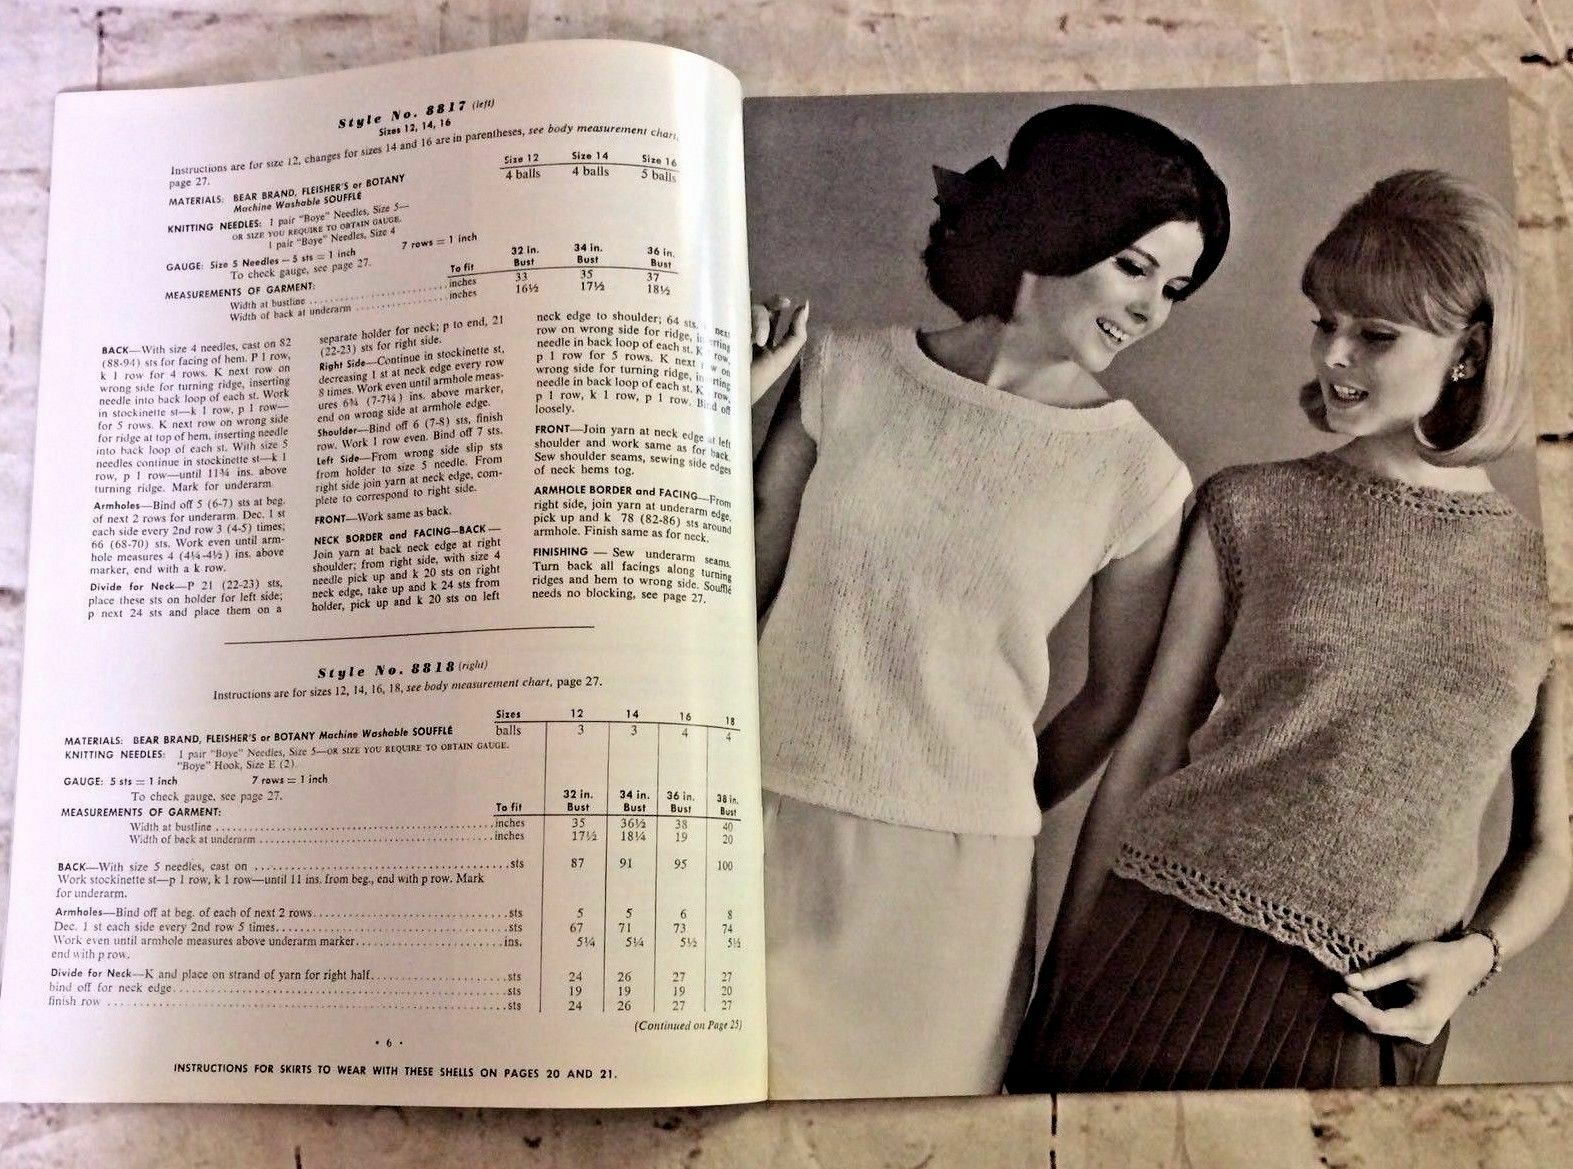 Style No. 8817 (left)
Sizes 12, 14, 16
Instructions are for size 12, changes for sizes 14 and 16 are in parentheses, see body measurement chart,
page 27.
Size 12 Size 14 Size 16
MATERIALS: BEAR BRAND, FLEISHER'S or BOTANY 4 balls 4 balls 5 balls
Machine Washable SOUFFLÉ
KNITTING NEEDLES: 1 pair "Boye" Needles, Size 5—
OR SIZE YOU REQUIRE TO OBTAIN GAUGE.
1 pair "Boye" Needles, Size 4
GAUGE: Size 5 Needles — 5 sts = 1 inch 7 rows = 1 inch
To check gauge, see page 27.
32 in. 34 in. 36 in.
MEASUREMENTS OF GARMENT: To fit Bust Bust Bust
Width at bustline inches 33 35 37
Width of back at underarm inches 16½ 17½ 18½
BACK—With size 4 needles, cast on 82
(88-94) sts for facing of hem. P 1 row,
k 1 row for 4 rows. K next row on
wrong side for turning ridge, inserting
needle into back loop of each st. Work
in stockinette st—k 1 row, p 1 row—
for 5 rows. K next row on wrong side
for ridge at top of hem, inserting needle
into back loop of each st. With size 5
needles continue in stockinette st—k 1
row, p 1 row—until 11¾ ins. above
turning ridge. Mark for underarm.
Armholes—Bind off 5 (6-7) sts at beg.
of next 2 rows for underarm. Dec. 1 st
each side every 2nd row 3 (4-5) times;
66 (68-70) sts. Work even until arm-
hole measures 4 (4¼-4½) ins. above
marker, end with a k row.
Divide for Neck—P 21 (22-23) sts,
place these sts on holder for left side;
p next 24 sts and place them on a
separate holder for neck; p to end, 21
(22-23) sts for right side.
Right Side—Continue in stockinette st,
decreasing 1 st at neck edge every row
8 times. Work even until armhole meas-
ures 6¾ (7-7¼) ins. above marker,
end on wrong side at armhole edge.
Shoulder—Bind off 6 (7-8) sts, finish
row. Work 1 row even. Bind off 7 sts.
Left Side—From wrong side slip sts
from holder to size 5 needle. From
right side join yarn at neck edge, com-
plete to correspond to right side.
FRONT—Work same as back.
NECK BORDER and FACING—BACK—
Join yarn at back neck edge at right
shoulder; from right side, with size 4
needle pick up and k 20 sts on right
neck edge, take up and k 24 sts from
holder, pick up and k 20 sts on left
neck edge to shoulder; 64 sts. next
row on wrong side for ridge, inserting
needle in back loop of each st. K row,
p 1 row for 5 rows. K next row on
wrong side for turning ridge, inserting
needle in back loop of each st. K row,
p 1 row, k 1 row, p 1 row. Bind off
loosely.
FRONT—Join yarn at neck edge at left
shoulder and work same as for back.
Sew shoulder seams, sewing side edges
of neck hems tog.
ARMHOLE BORDER and FACING—From
right side, join yarn at underarm edge,
pick up and k 78 (82-86) sts around
armhole. Finish same as for neck.
FINISHING — Sew underarm seams.
Turn back all facings along turning
ridges and hem to wrong side. Soufflé
needs no blocking, see page 27.
Style No. 8818 (right)
Instructions are for sizes 12, 14, 16, 18, see body measurement chart, page 27.
Sizes 12 14 16 18
MATERIALS: BEAR BRAND, FLEISHER'S or BOTANY Machine Washable SOUFFLÉ balls 3 3 4 4
KNITTING NEEDLES: 1 pair "Boye" Needles, Size 5—OR SIZE YOU REQUIRE TO OBTAIN GAUGE.
"Boye" Hook, Size E (2)
GAUGE: 5 sts = 1 inch 7 rows = 1 inch
To check gauge, see page 27.
32 in. 34 in. 36 in. 38 in.
MEASUREMENTS OF GARMENT: To fit Bust Bust Bust Bust
Width at bustline inches 35 36½ 38 40
Width of back at underarm inches 17½ 18¼ 19 20
BACK—With size 5 needles, cast on sts 87 91 95 100
Work stockinette st—p 1 row, k 1 row—until 11 ins. from beg., end with p row. Mark
for underarm.
Armholes—Bind off at beg. of each of next 2 rows sts 5 5 6 8
Dec. 1 st each side every 2nd row 5 times sts 67 71 73 74
Work even until armhole measures above underarm marker ins. 5¼ 5¼ 5½ 5½
end with p row.
Divide for Neck—K and place on strand of yarn for right half sts 24 26 27 27
bind off for neck edge sts 19 19 19 20
finish row sts 24 26 27 27
(Continued on Page 25)
• 6 •
INSTRUCTIONS FOR SKIRTS TO WEAR WITH THESE SHELLS ON PAGES 20 AND 21.